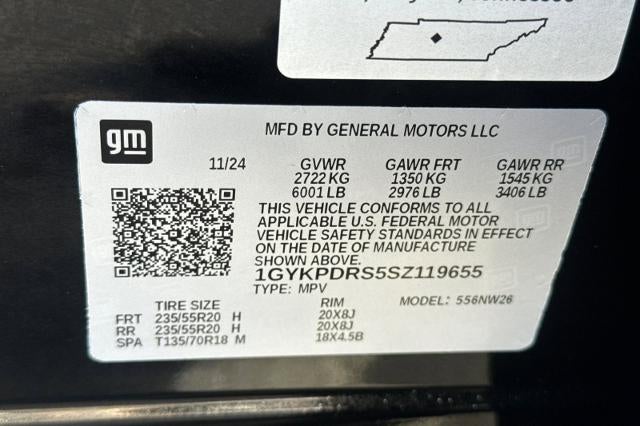 gm
MFD BY GENERAL MOTORS LLC
11/24 GVWR GAWR FRT GAWR RR
2722 KG 1350 KG 1545 KG
6001 LB 2976 LB 3406 LB
THIS VEHICLE CONFORMS TO ALL
APPLICABLE U.S. FEDERAL MOTOR
VEHICLE SAFETY STANDARDS IN EFFECT
ON THE DATE OF MANUFACTURE
SHOWN ABOVE.
1GYKPDRS5SZ119655
TYPE: MPV MODEL: 556NW26
TIRE SIZE RIM
FRT 235/55R20 H 20X8J
RR 235/55R20 H 20X8J
SPA T135/70R18 M 18X4.5B